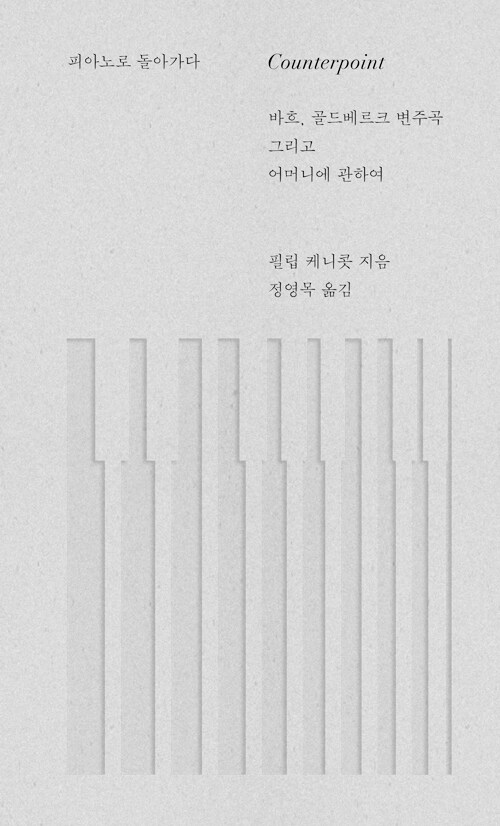 피아노로 돌아가다
Counterpoint
바흐, 골드베르크 변주곡
그리고
어머니에 관하여
필립 케니콧 지음
정영목 옮김